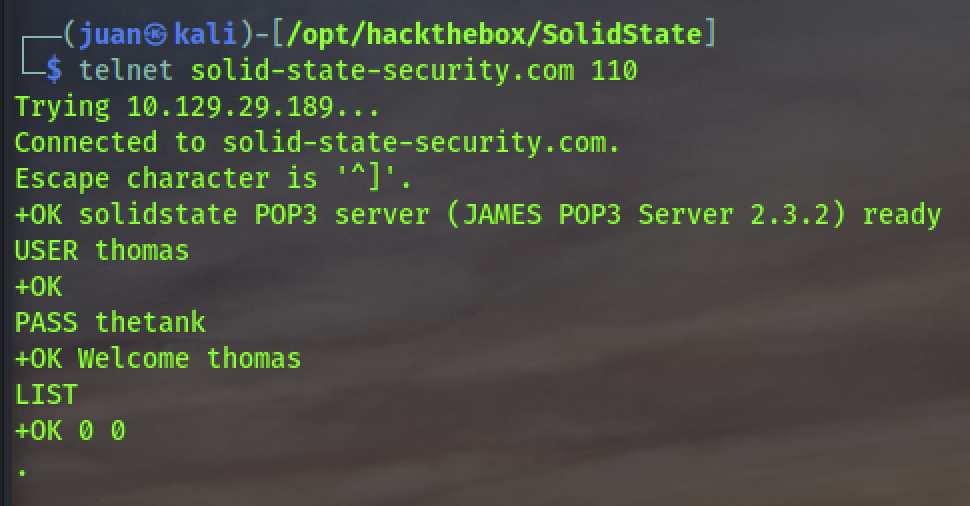 ┌──(juan㉿kali)-[/opt/hackthebox/SolidState]
└─$ telnet solid-state-security.com 110
Trying 10.129.29.189...
Connected to solid-state-security.com.
Escape character is '^]'.
+OK solidstate POP3 server (JAMES POP3 Server 2.3.2) ready
USER thomas
+OK
PASS thetank
+OK Welcome thomas
LIST
+OK 0 0
.